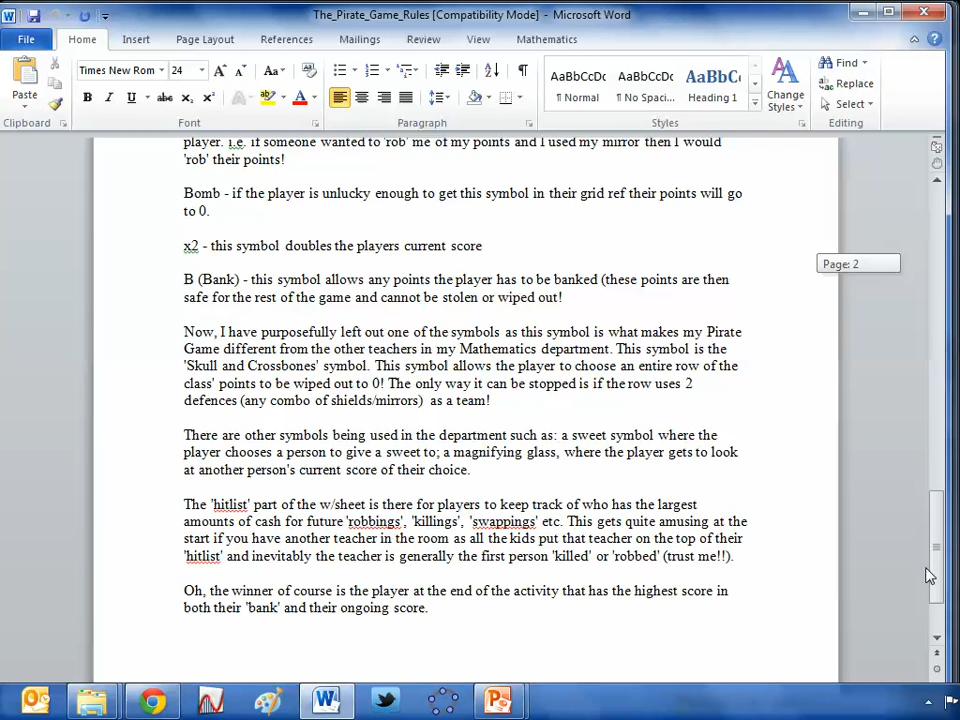 The_Pirate_Game_Rules [Compatibility Mode] - Microsoft Word
File Home Insert Page Layout References Mailings Review View Mathematics
Times New Rom 24 Aa AaBbCcDc AaBbCcDc AaBbC Find
Paste B I U abc x₂ x² A A ¶ Normal ¶ No Spaci... Heading 1 Change Styles Replace
Select
Clipboard Font Paragraph Styles Editing
player. i.e. if someone wanted to 'rob' me of my points and I used my mirror then I would
'rob' their points!
Bomb - if the player is unlucky enough to get this symbol in their grid ref their points will go
to 0.
x2 - this symbol doubles the players current score
Page: 2
B (Bank) - this symbol allows any points the player has to be banked (these points are then
safe for the rest of the game and cannot be stolen or wiped out!
Now, I have purposefully left out one of the symbols as this symbol is what makes my Pirate
Game different from the other teachers in my Mathematics department. This symbol is the
'Skull and Crossbones' symbol. This symbol allows the player to choose an entire row of the
class' points to be wiped out to 0! The only way it can be stopped is if the row uses 2
defences (any combo of shields/mirrors) as a team!
There are other symbols being used in the department such as: a sweet symbol where the
player chooses a person to give a sweet to; a magnifying glass, where the player gets to look
at another person's current score of their choice.
The 'hitlist' part of the w/sheet is there for players to keep track of who has the largest
amounts of cash for future 'robbings', 'killings', 'swappings' etc. This gets quite amusing at the
start if you have another teacher in the room as all the kids put that teacher on the top of their
'hitlist' and inevitably the teacher is generally the first person 'killed' or 'robbed' (trust me!!).
Oh, the winner of course is the player at the end of the activity that has the highest score in
both their 'bank' and their ongoing score.